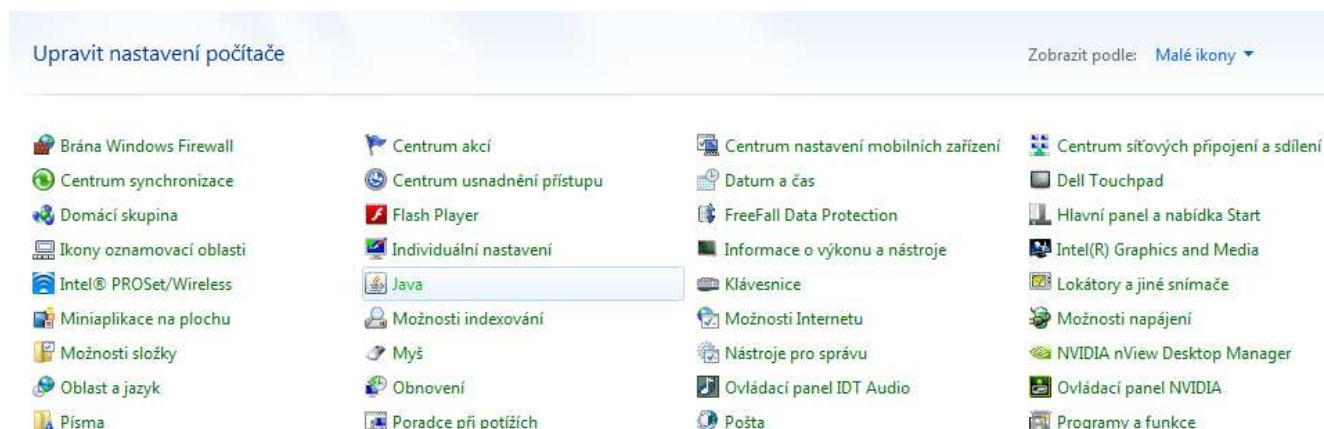 Upravit nastavení počítače
Zobrazit podle: Malé ikony
Brána Windows Firewall Centrum akcí Centrum nastavení mobilních zařízení Centrum síťových připojení a sdílení
Centrum synchronizace Centrum usnadnění přístupu Datum a čas Dell Touchpad
Domácí skupina Flash Player FreeFall Data Protection Hlavní panel a nabídka Start
Ikony oznamovací oblasti Individuální nastavení Informace o výkonu a nástroje Intel(R) Graphics and Media
Intel® PROSet/Wireless Java Klávesnice Lokátory a jiné snímače
Miniaplikace na plochu Možnosti indexování Možnosti Internetu Možnosti napájení
Možnosti složky Myš Nástroje pro správu NVIDIA nView Desktop Manager
Oblast a jazyk Obnovení Ovládací panel IDT Audio Ovládací panel NVIDIA
Písma Poradce při potížích Pošta Programy a funkce